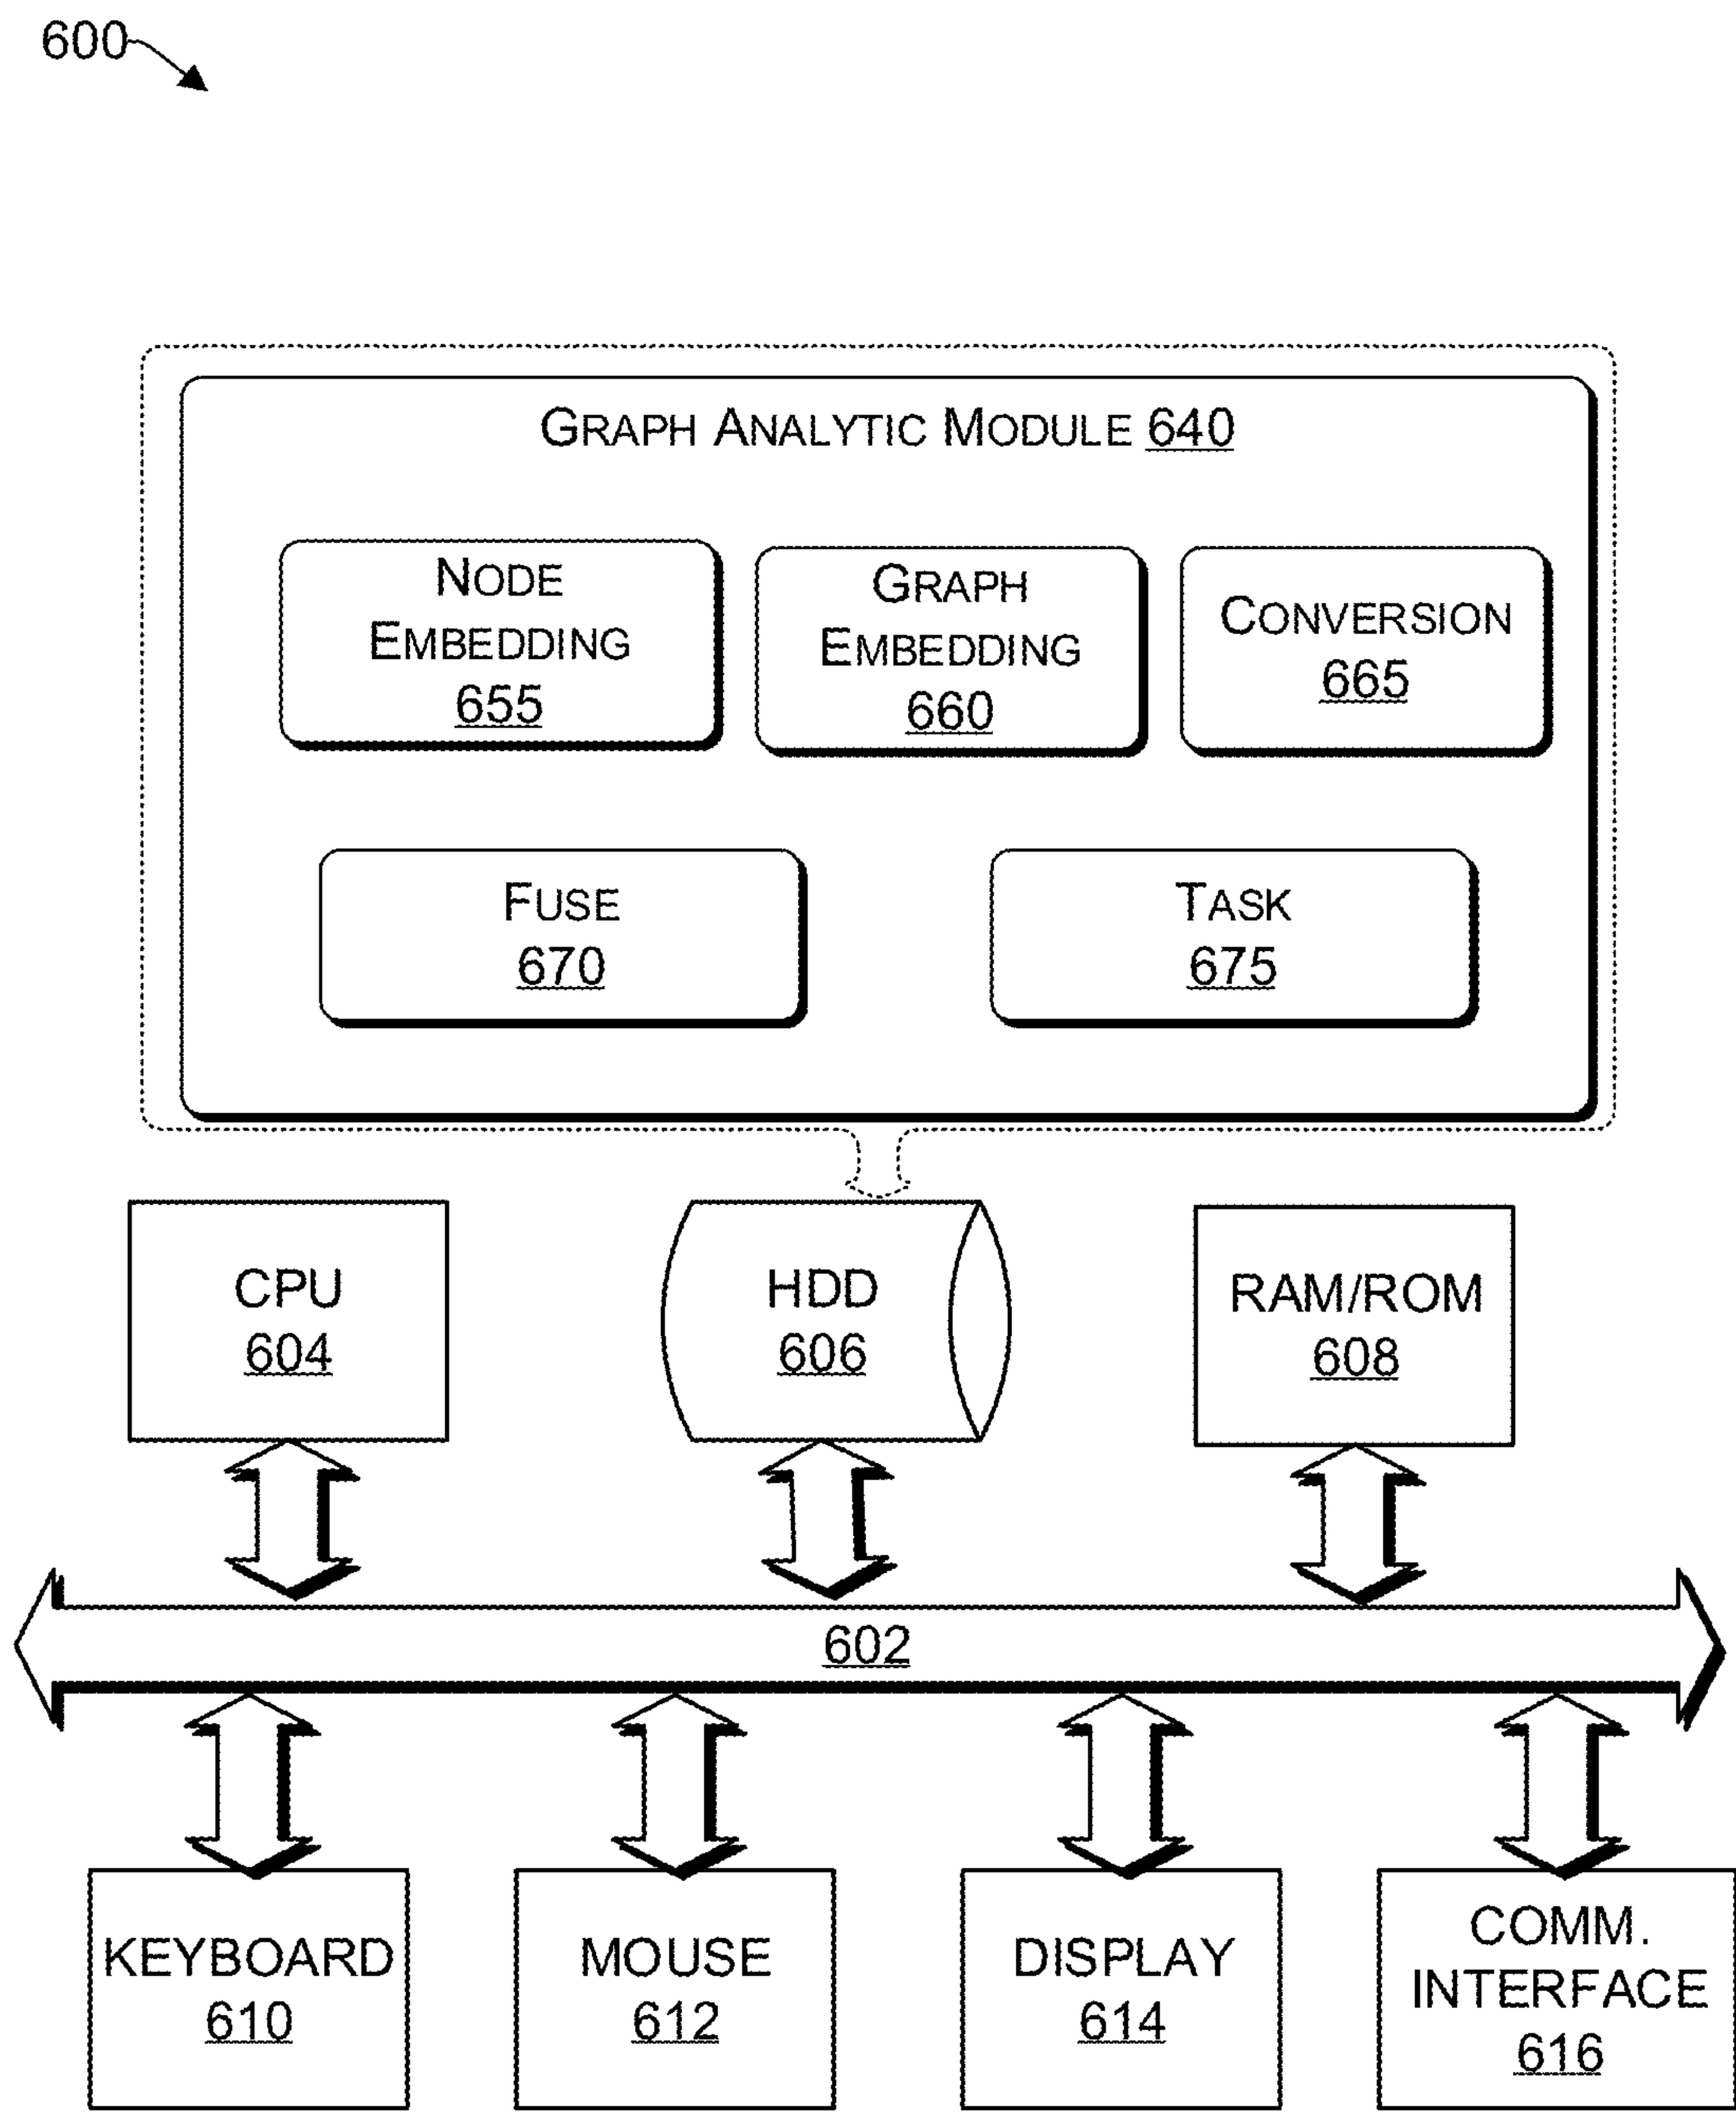 600
GRAPH ANALYTIC MODULE 640
NODE
EMBEDDING
655
GRAPH
EMBEDDING
660
CONVERSION
665
FUSE
670
TASK
675
CPU
604
HDD
606
RAM/ROM
608
602
KEYBOARD
610
MOUSE
612
DISPLAY
614
COMM.
INTERFACE
616